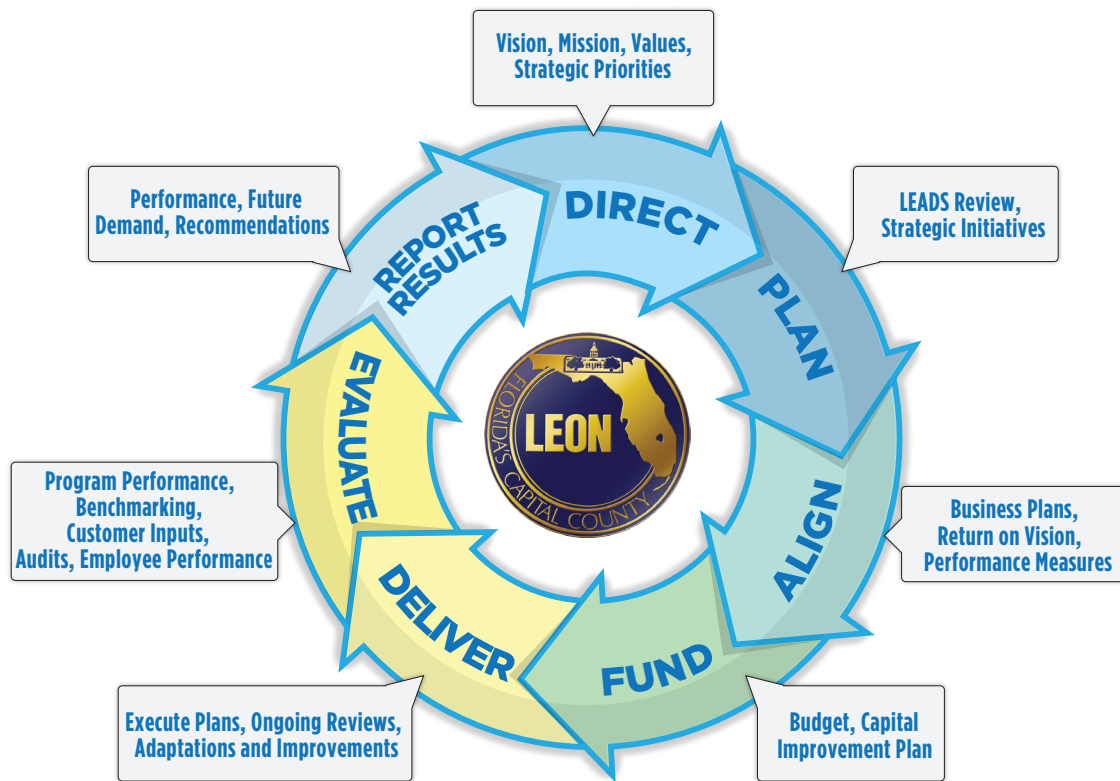 Vision, Mission, Values,
Strategic Priorities
DIRECT
LEADS Review,
Strategic Initiatives
PLAN
Business Plans,
Return on Vision,
Performance Measures
ALIGN
Budget, Capital
Improvement Plan
FUND
Execute Plans, Ongoing Reviews,
Adaptations and Improvements
DELIVER
Program Performance,
Benchmarking,
Customer Inputs,
Audits, Employee Performance
EVALUATE
Performance, Future
Demand, Recommendations
REPORT
RESULTS
LEON
FLORIDA'S CAPITAL COUNTY